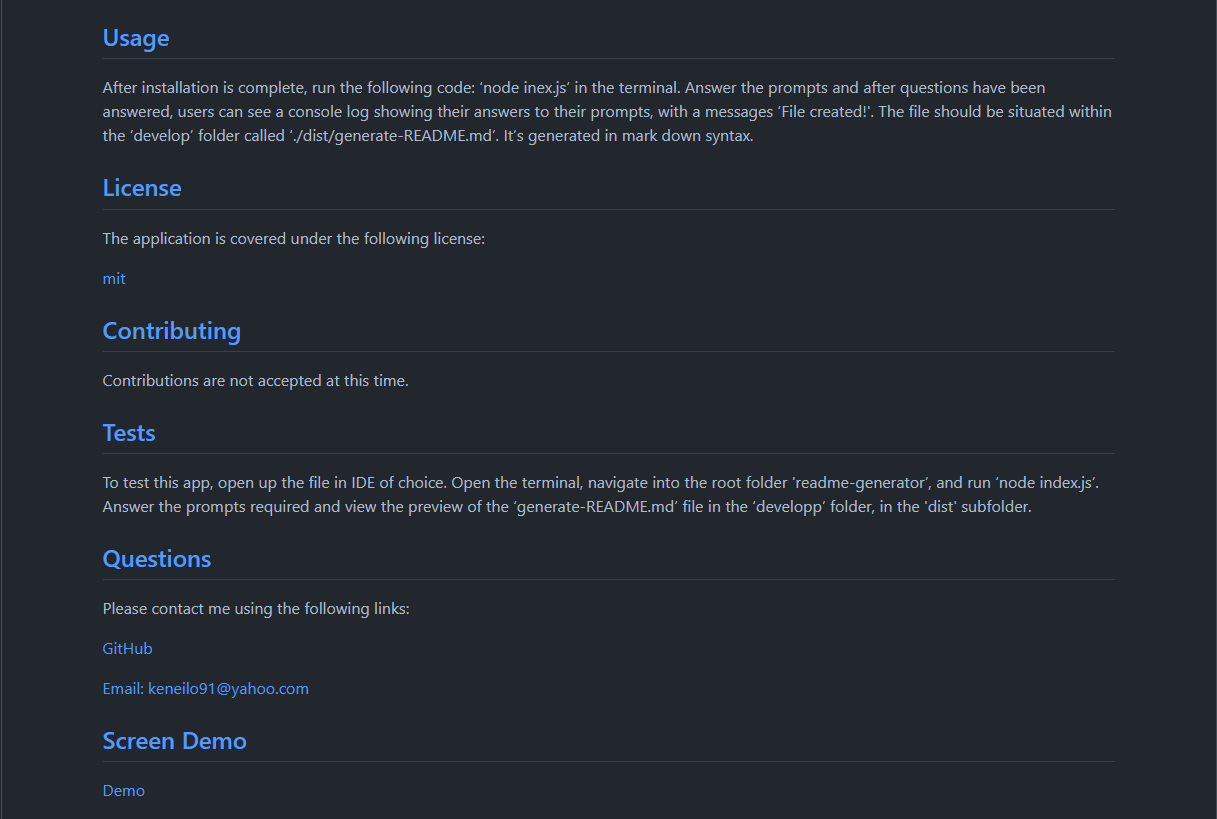 Usage
After installation is complete, run the following code: ‘node inex.js’ in the terminal. Answer the prompts and after questions have been
answered, users can see a console log showing their answers to their prompts, with a messages ‘File created!'. The file should be situated within
the ‘develop’ folder called ‘./dist/generate-README.md’. It’s generated in mark down syntax.
License
The application is covered under the following license:
mit
Contributing
Contributions are not accepted at this time.
Tests
To test this app, open up the file in IDE of choice. Open the terminal, navigate into the root folder 'readme-generator’, and run ‘node index.js’.
Answer the prompts required and view the preview of the ‘generate-README.md’ file in the ‘developp’ folder, in the 'dist' subfolder.
Questions
Please contact me using the following links:
GitHub
Email: keneilo91@yahoo.com
Screen Demo
Demo